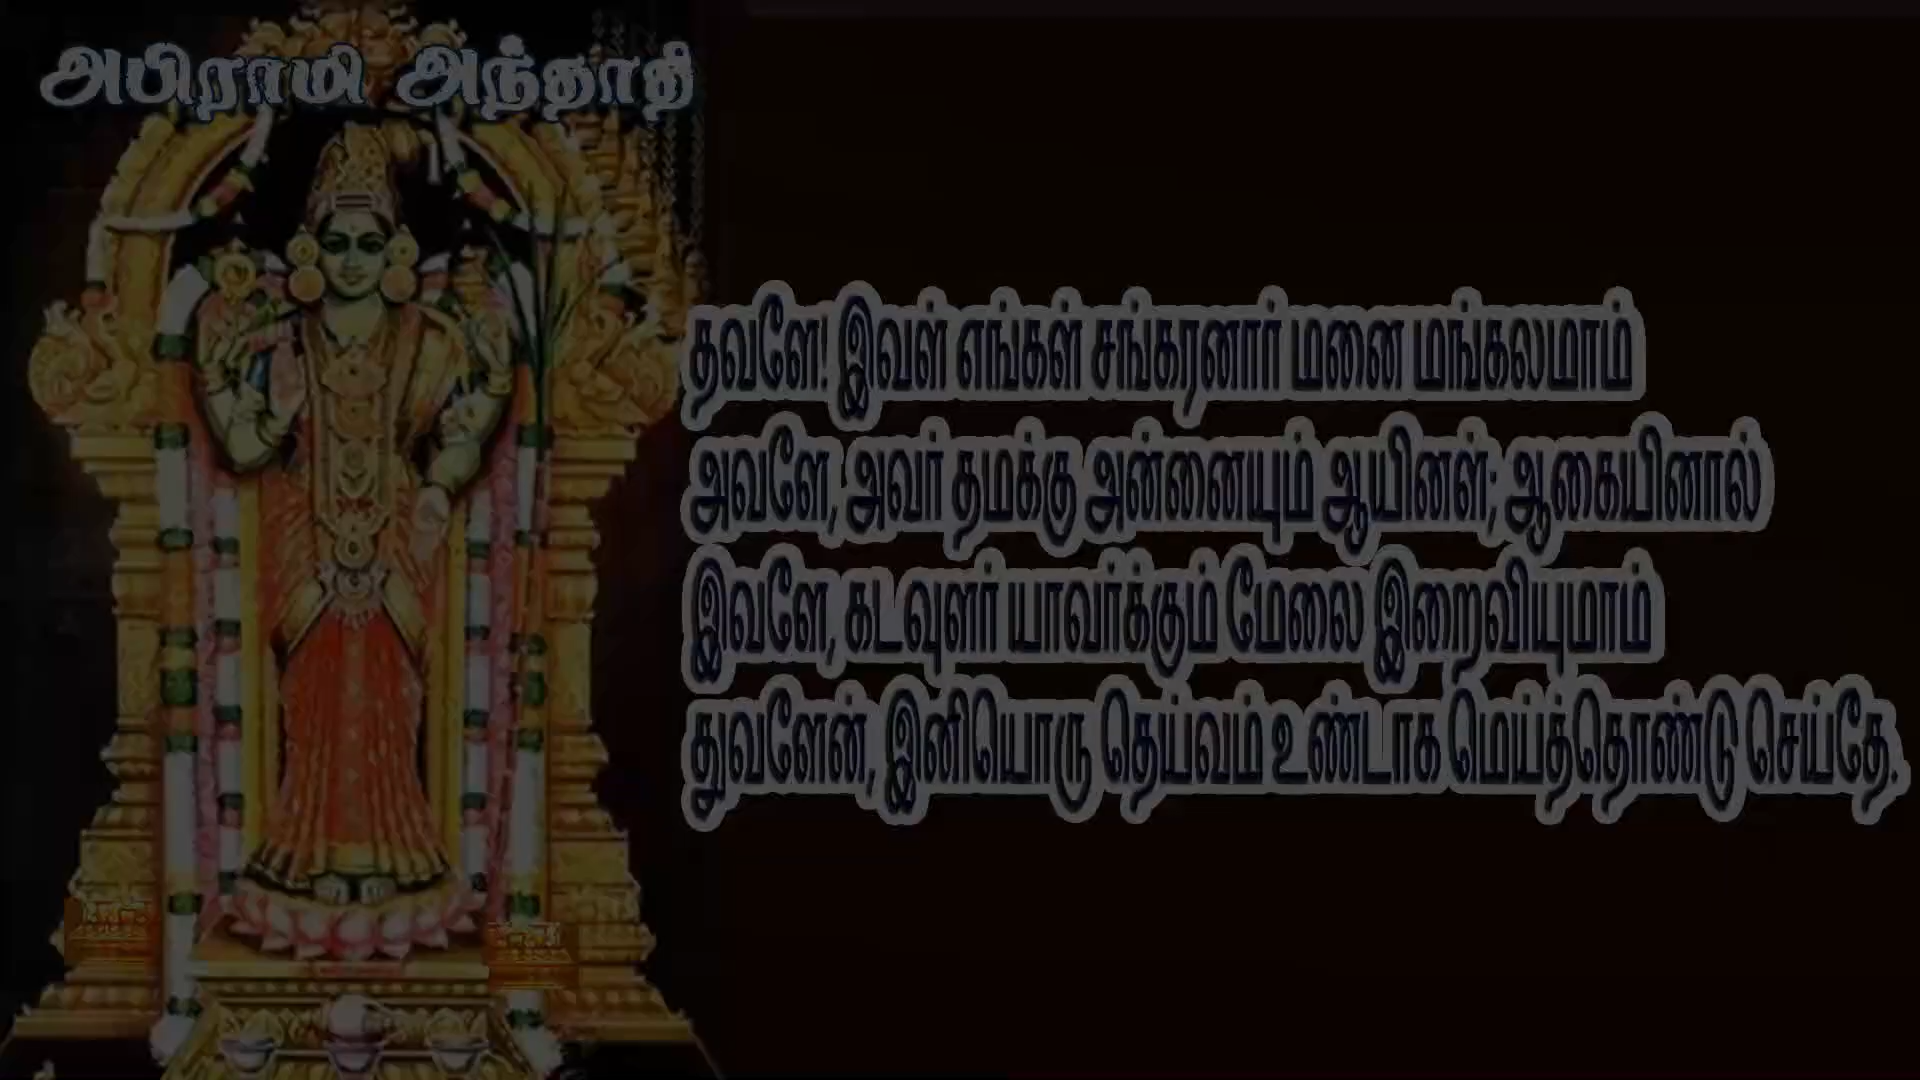 அபிராமி அந்தாதி
தவளே! இவள் எங்கள் சங்கரனார் மனை மங்கலமாம்
அவளே, அவர் தமக்கு அன்னையும் ஆயினள்; ஆகையினால்
இவளே, கடவுளர் யாவர்க்கும் மேலை இறைவியுமாம்
துவளேன், இனியொரு தெய்வம் உண்டாக மெய்த்தொண்டு செய்தே.